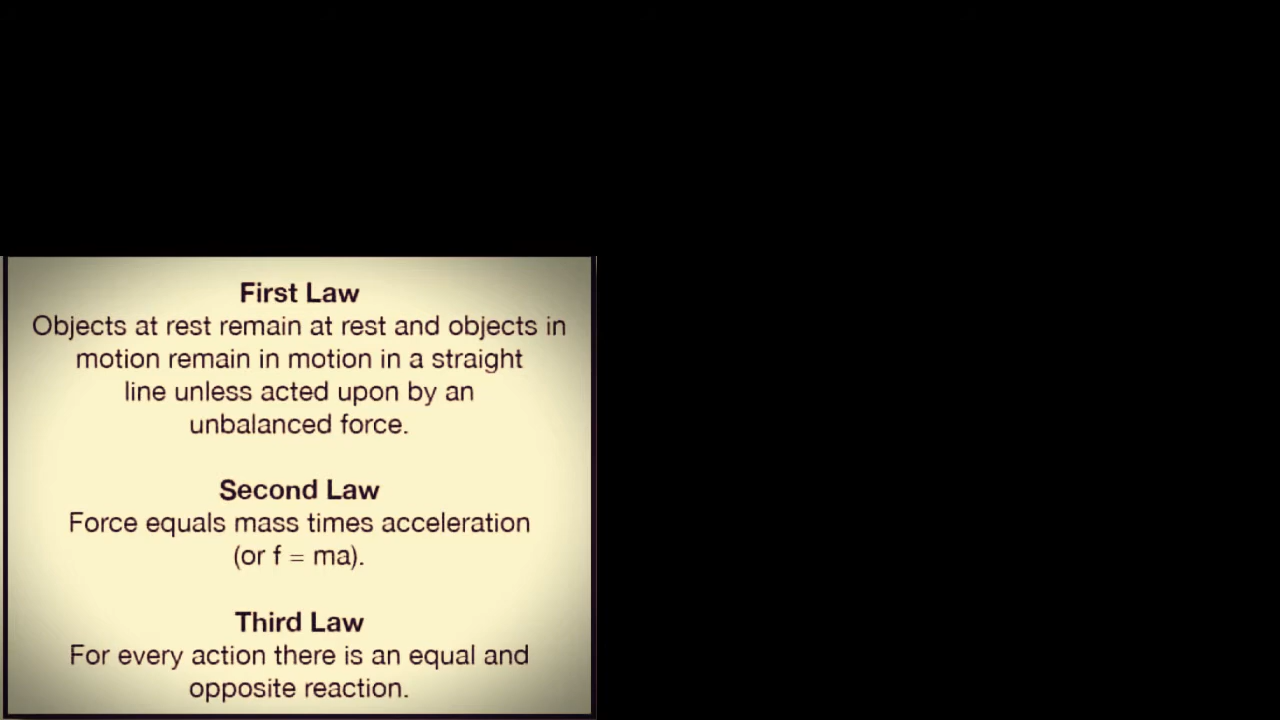 First Law
Objects at rest remain at rest and objects in
motion remain in motion in a straight
line unless acted upon by an
unbalanced force.
Second Law
Force equals mass times acceleration
(or f = ma).
Third Law
For every action there is an equal and
opposite reaction.